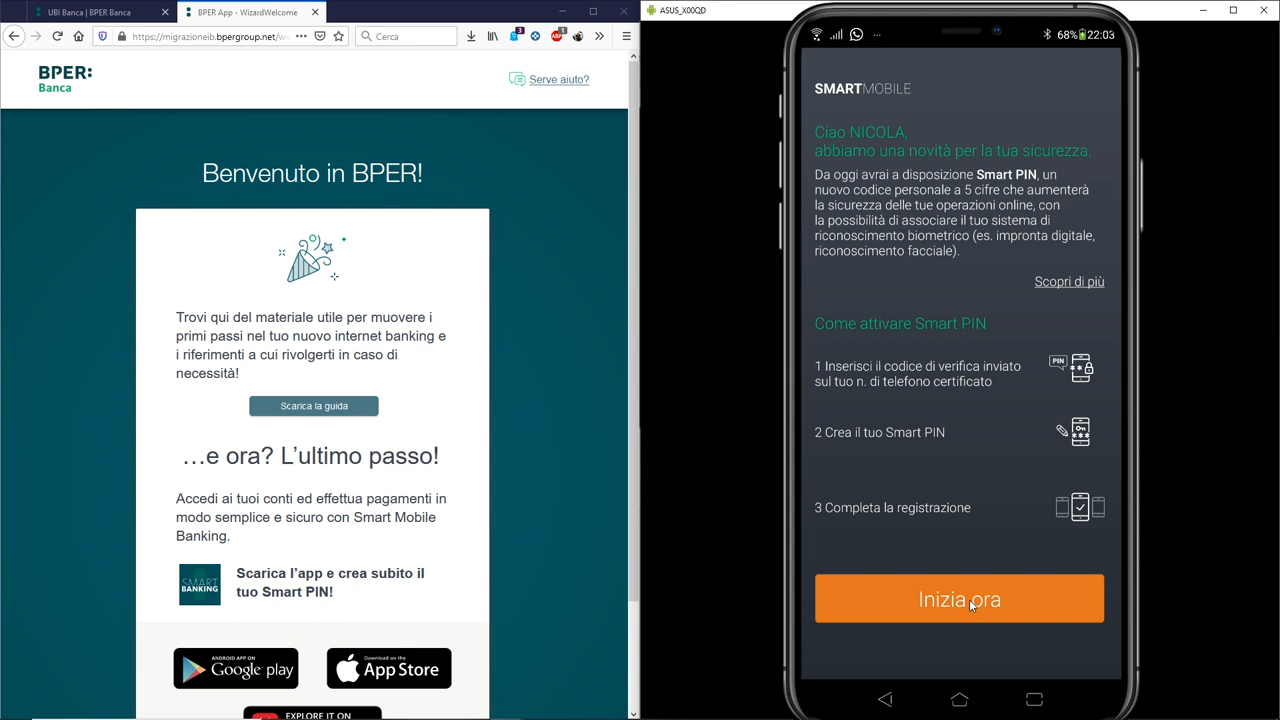 UBI Banca | BPER Banca
BPER App - WizardWelcome
https://migrazioneib.bpergroup.net/
Cerca
3
1
BPER:
Banca
Serve aiuto?
Benvenuto in BPER!
Trovi qui del materiale utile per muovere i
primi passi nel tuo nuovo internet banking e
i riferimenti a cui rivolgerti in caso di
necessità!
Scarica la guida
…e ora? L'ultimo passo!
Accedi ai tuoi conti ed effettua pagamenti in
modo semplice e sicuro con Smart Mobile
Banking.
SMART
BANKING
Scarica l'app e crea subito il
tuo Smart PIN!
ANDROID APP ON
Google play
Download on the
App Store
EXPLORE IT ON
ASUS_X00QD
68% 22:03
SMARTMOBILE
Ciao NICOLA,
abbiamo una novità per la tua sicurezza.
Da oggi avrai a disposizione Smart PIN, un
nuovo codice personale a 5 cifre che aumenterà
la sicurezza delle tue operazioni online, con
la possibilità di associare il tuo sistema di
riconoscimento biometrico (es. impronta digitale,
riconoscimento facciale).
Scopri di più
Come attivare Smart PIN
1 Inserisci il codice di verifica inviato
sul tuo n. di telefono certificato
PIN
2 Crea il tuo Smart PIN
3 Completa la registrazione
Inizia ora